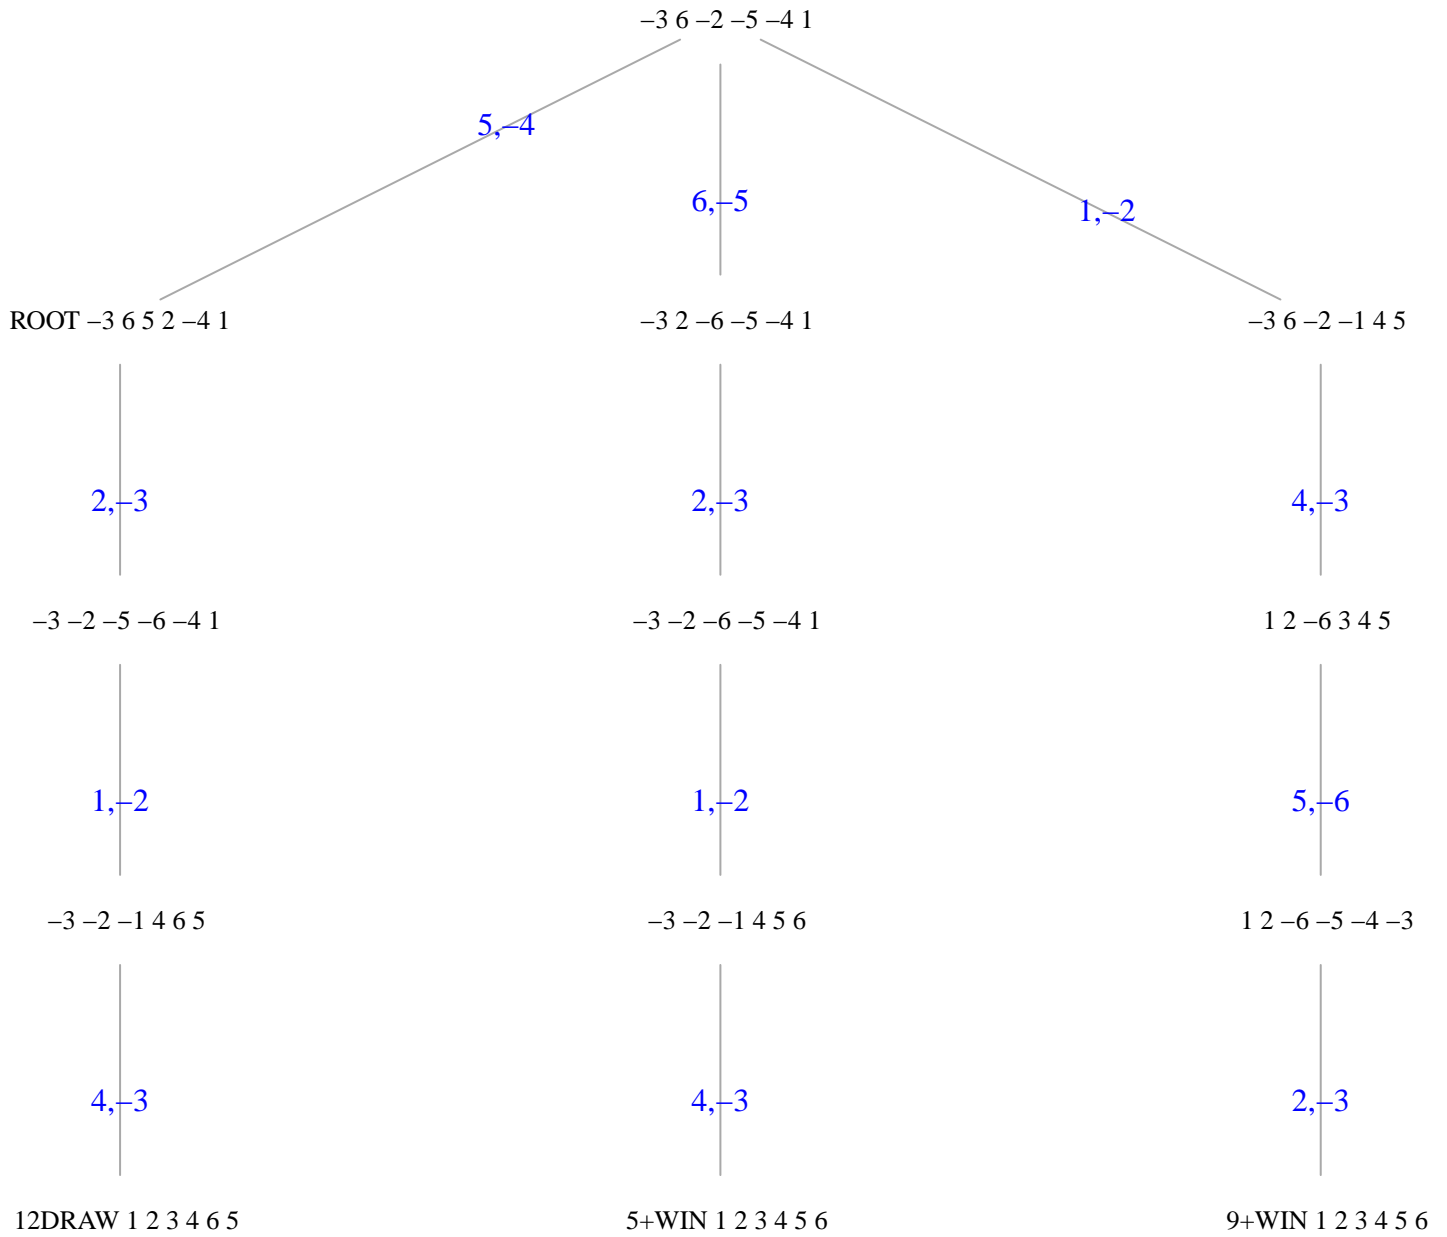 –3 6 –2 –5 –4 1
5,–4
6,–5
1,–2
ROOT –3 6 5 2 –4 1
–3 2 –6 –5 –4 1
–3 6 –2 –1 4 5
2,–3
2,–3
4,–3
–3 –2 –5 –6 –4 1
–3 –2 –6 –5 –4 1
1 2 –6 3 4 5
1,–2
1,–2
5,–6
–3 –2 –1 4 6 5
–3 –2 –1 4 5 6
1 2 –6 –5 –4 –3
4,–3
4,–3
2,–3
12DRAW 1 2 3 4 6 5
5+WIN 1 2 3 4 5 6
9+WIN 1 2 3 4 5 6